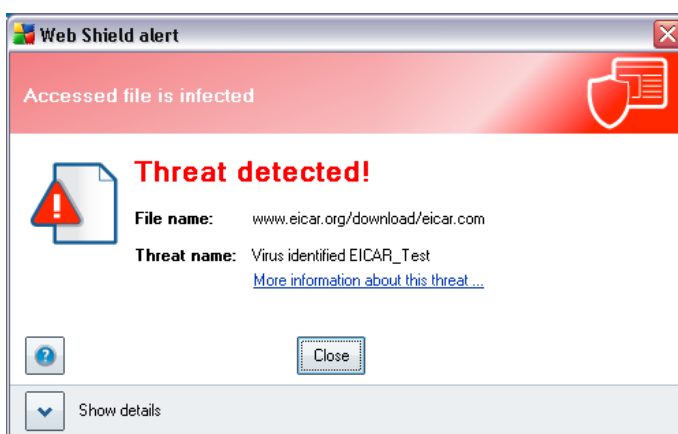 Web Shield alert
Accessed file is infected
Threat detected!
File name: www.eicar.org/download/eicar.com
Threat name: Virus identified EICAR_Test
More information about this threat ...
Close
Show details